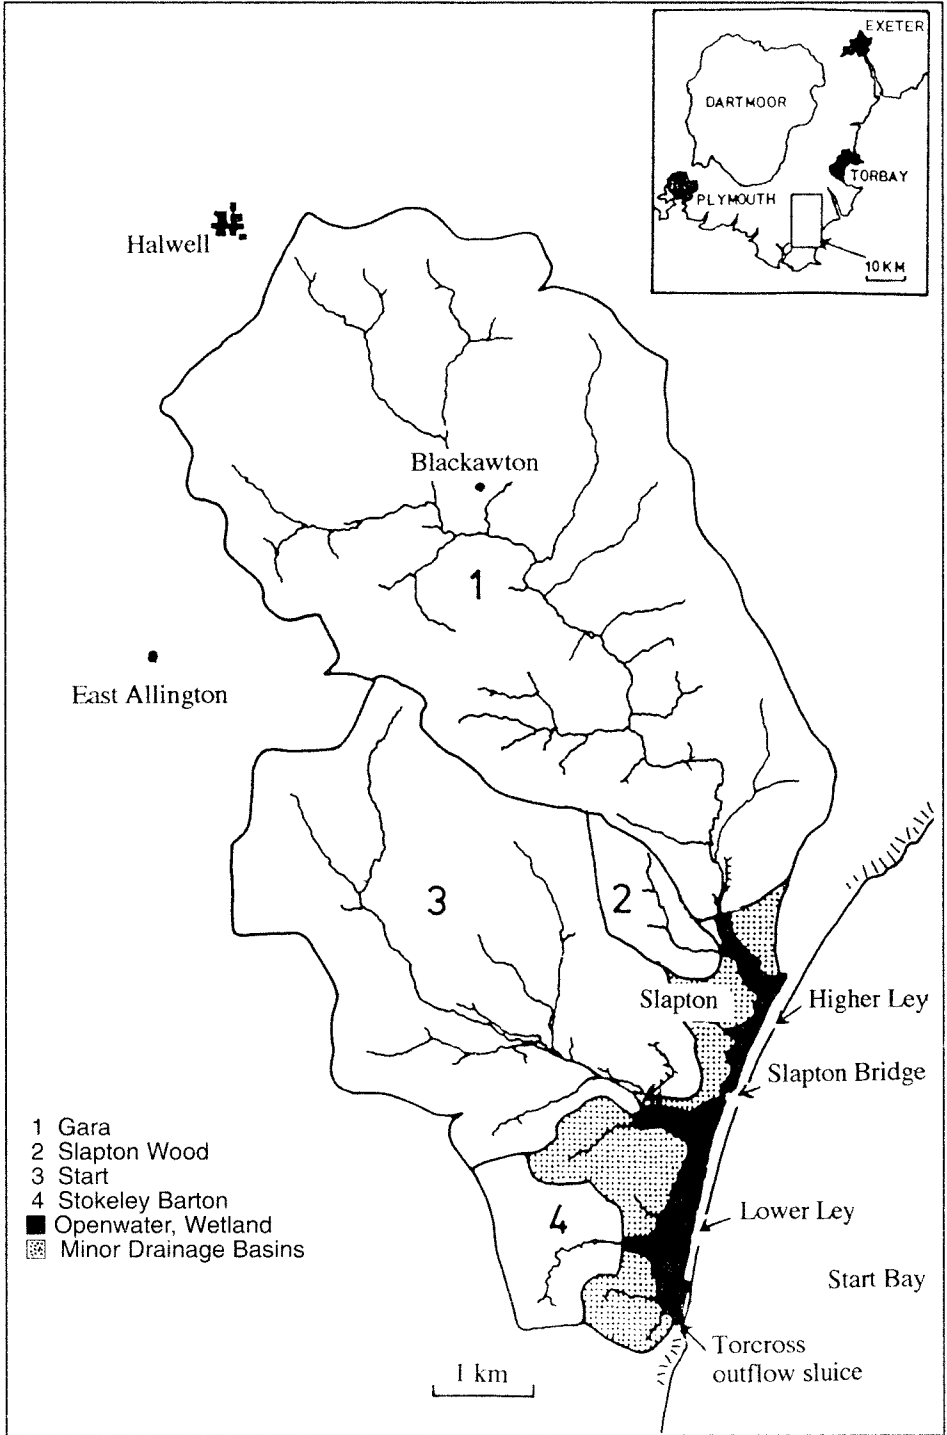 EXETER
DARTMOOR
TORBAY
PLYMOUTH
10KM
Halwell
Blackawton
1
East Allington
3
2
Slapton
Higher Ley
Slapton Bridge
1 Gara
2 Slapton Wood
3 Start
4 Stokeley Barton
Openwater, Wetland
Minor Drainage Basins
4
Lower Ley
Start Bay
Torcross
outflow sluice
1 km